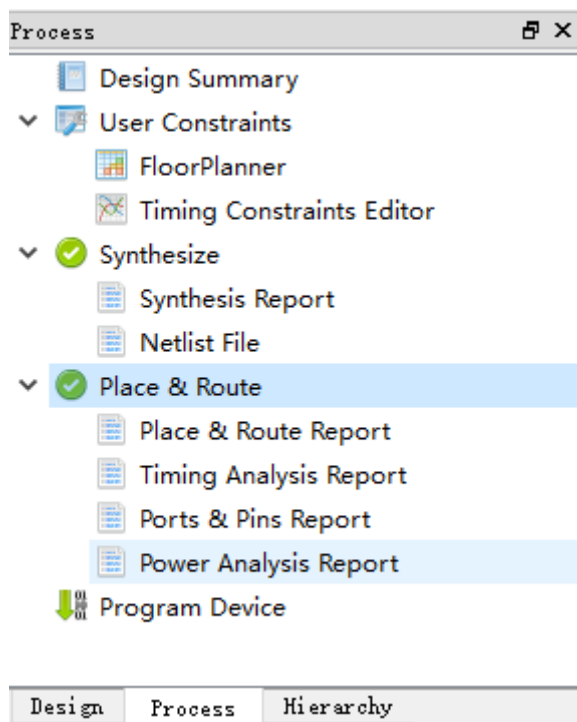 Process
Design Summary
User Constraints
FloorPlanner
Timing Constraints Editor
Synthesize
Synthesis Report
Netlist File
Place & Route
Place & Route Report
Timing Analysis Report
Ports & Pins Report
Power Analysis Report
Program Device
Design Process Hierarchy